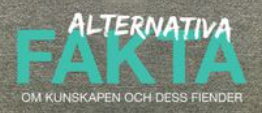 ALTERNATIVA
FAKTA
OM KUNSKAPEN OCH DESS FIENDER